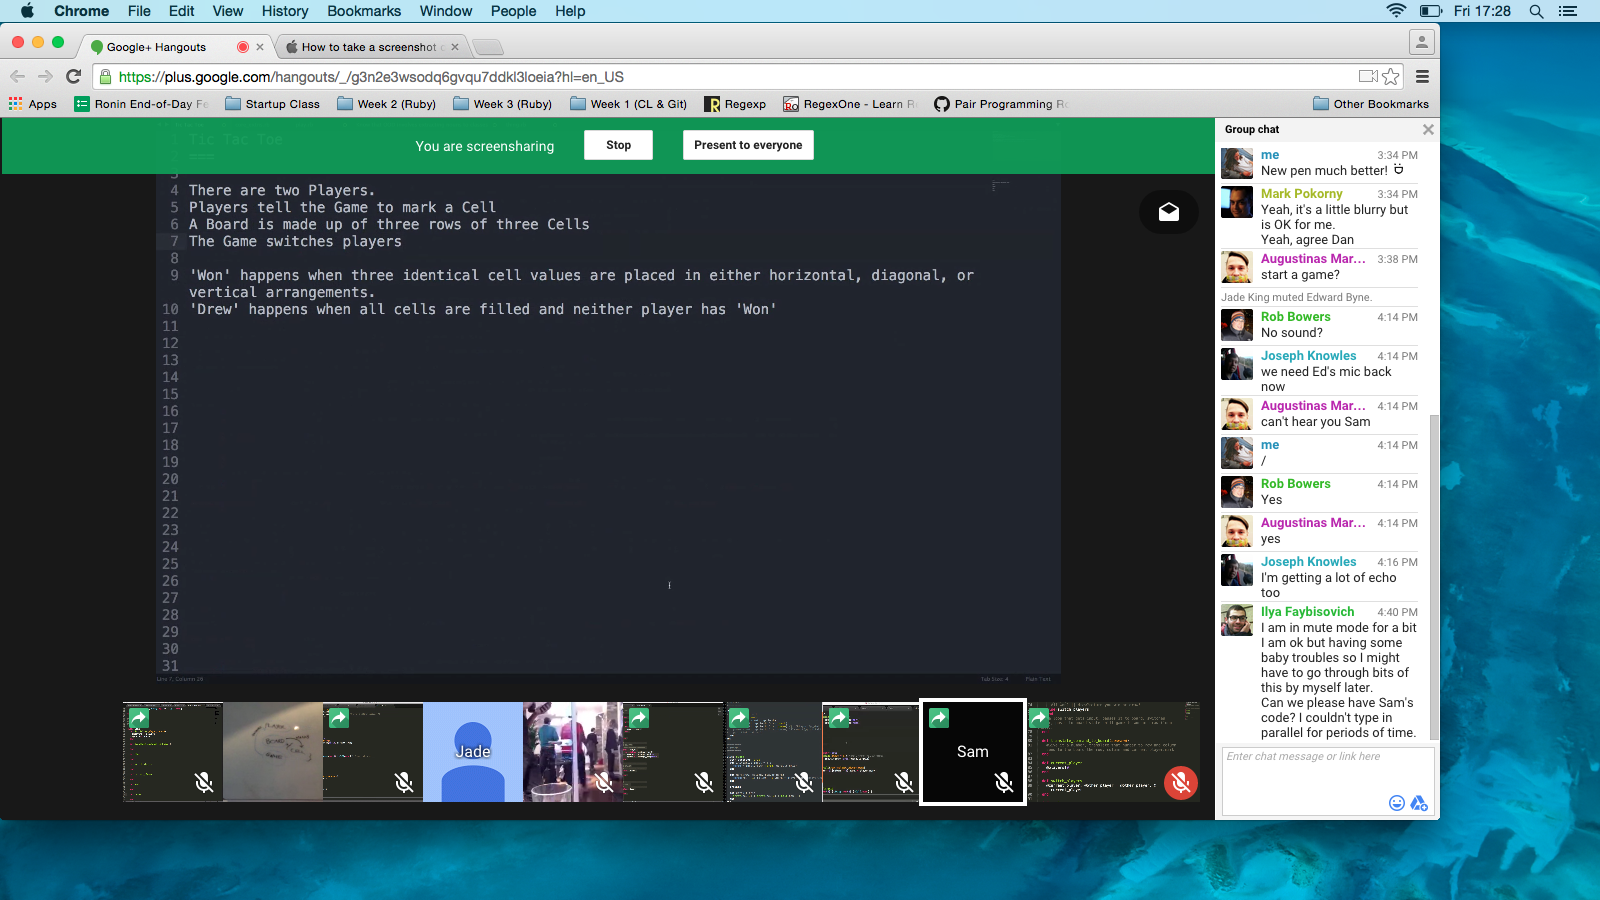 Chrome File Edit View History Bookmarks Window People Help Fri 17:28
Google+ Hangouts
How to take a screenshot
https://plus.google.com/hangouts/_/g3n2e3wsodq6gvqu7ddkl3loeia?hl=en_US
Apps Ronin End-of-Day Startup Class Week 2 (Ruby) Week 3 (Ruby) Week 1 (CL & Git) Regexp RegexOne - Learn Pair Programming Other Bookmarks
1 Tic Tac Toe
You are screensharing Stop Present to everyone
3
4 There are two Players.
5 Players tell the Game to mark a Cell
6 A Board is made up of three rows of three Cells
7 The Game switches players
8
9 'Won' happens when three identical cell values are placed in either horizontal, diagonal, or
vertical arrangements.
10 'Drew' happens when all cells are filled and neither player has 'Won'
11
12
13
14
15
16
17
18
19
20
21
22
23
24
25
26
27
28
29
30
31
Line 7, Column 26 Tab Size: 4 Plain Text
Jade
Sam
Group chat
me 3:34 PM
New pen much better!
Mark Pokorny 3:34 PM
Yeah, it's a little blurry but
is OK for me.
Yeah, agree Dan
Augustinas Mar... 3:38 PM
start a game?
Jade King muted Edward Byne.
Rob Bowers 4:14 PM
No sound?
Joseph Knowles 4:14 PM
we need Ed's mic back
now
Augustinas Mar... 4:14 PM
can't hear you Sam
me 4:14 PM
/
Rob Bowers 4:14 PM
Yes
Augustinas Mar... 4:14 PM
yes
Joseph Knowles 4:16 PM
I'm getting a lot of echo
too
Ilya Faybisovich 4:40 PM
I am in mute mode for a bit
I am ok but having some
baby troubles so I might
have to go through bits of
this by myself later.
Can we please have Sam's
code? I couldn't type in
parallel for periods of time.
Enter chat message or link here